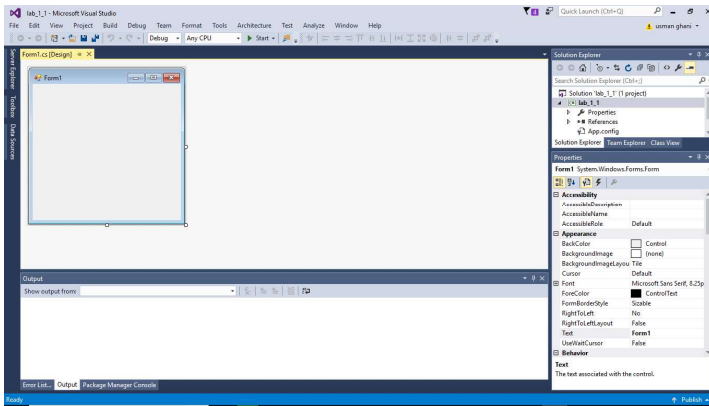 lab_1_1 - Microsoft Visual Studio
4
Quick Launch (Ctrl+Q)
File Edit View Project Build Debug Team Format Tools Architecture Test Analyze Window Help
usman ghani
Debug Any CPU Start
Server Explorer
Toolbox
Data Sources
Form1.cs [Design]
Form1
Solution Explorer
Search Solution Explorer (Ctrl+;)
Solution 'lab_1_1' (1 project)
lab_1_1
Properties
References
App.config
Solution Explorer Team Explorer Class View
Properties
Form1 System.Windows.Forms.Form
Accessibility
AccessibleDescription
AccessibleName
AccessibleRole Default
Appearance
BackColor Control
BackgroundImage (none)
BackgroundImageLayou Tile
Cursor Default
Font Microsoft Sans Serif, 8.25p
ForeColor ControlText
FormBorderStyle Sizable
RightToLeft No
RightToLeftLayout False
Text Form1
UseWaitCursor False
Behavior
Text
The text associated with the control.
Output
Show output from:
Error List... Output Package Manager Console
Ready
Publish